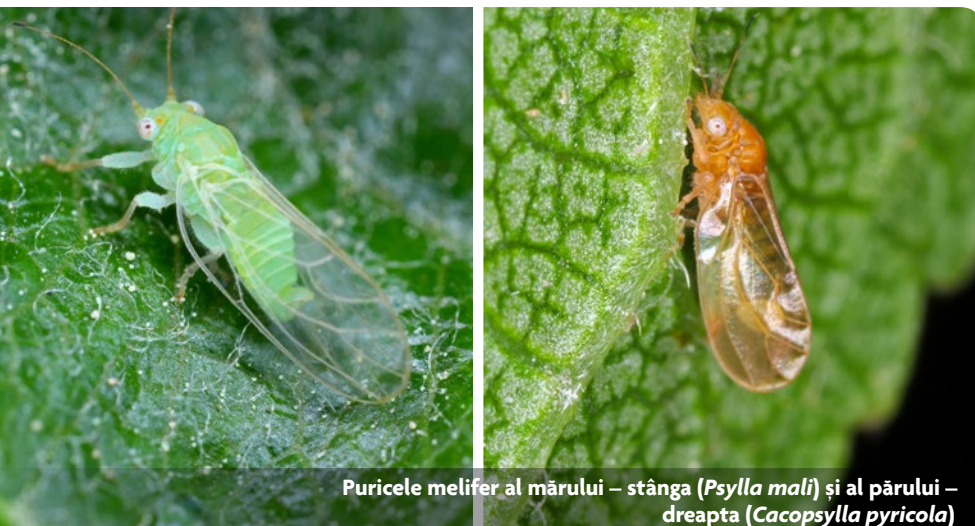 Puricele melifer al mărului – stânga (Psylla mali) și al părului –
dreapta (Cacopsylla pyricola)